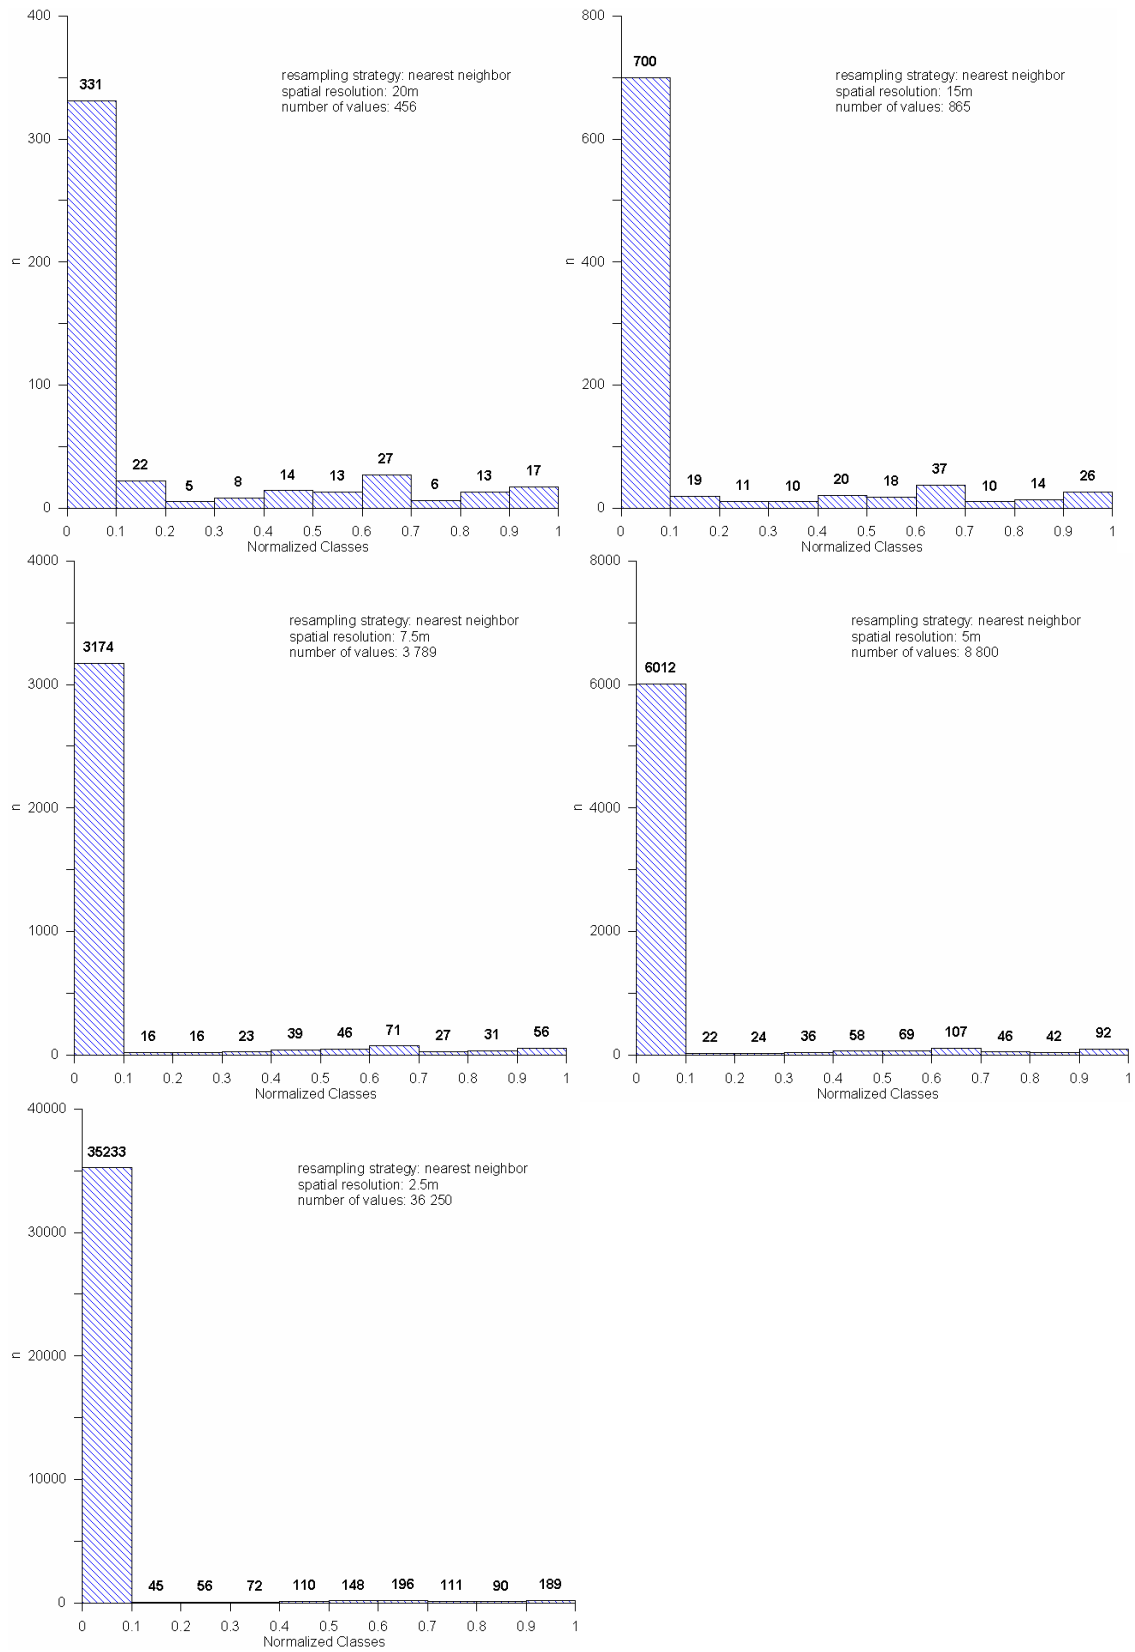 400
300
200
100
0
n
331
22
5
8
14
13
27
6
13
17
resampling strategy: nearest neighbor
spatial resolution: 20m
number of values: 456
0 0.1 0.2 0.3 0.4 0.5 0.6 0.7 0.8 0.9 1
Normalized Classes
800
600
400
200
0
n
700
19
11
10
20
18
37
10
14
26
resampling strategy: nearest neighbor
spatial resolution: 15m
number of values: 865
0 0.1 0.2 0.3 0.4 0.5 0.6 0.7 0.8 0.9 1
Normalized Classes
4000
3000
2000
1000
0
n
3174
16
16
23
39
46
71
27
31
56
resampling strategy: nearest neighbor
spatial resolution: 7.5m
number of values: 3 789
0 0.1 0.2 0.3 0.4 0.5 0.6 0.7 0.8 0.9 1
Normalized Classes
8000
6000
4000
2000
0
n
6012
22
24
36
58
69
107
46
42
92
resampling strategy: nearest neighbor
spatial resolution: 5m
number of values: 8 800
0 0.1 0.2 0.3 0.4 0.5 0.6 0.7 0.8 0.9 1
Normalized Classes
40000
30000
20000
10000
0
n
35233
45
56
72
110
148
196
111
90
189
resampling strategy: nearest neighbor
spatial resolution: 2.5m
number of values: 36 250
0 0.1 0.2 0.3 0.4 0.5 0.6 0.7 0.8 0.9 1
Normalized Classes